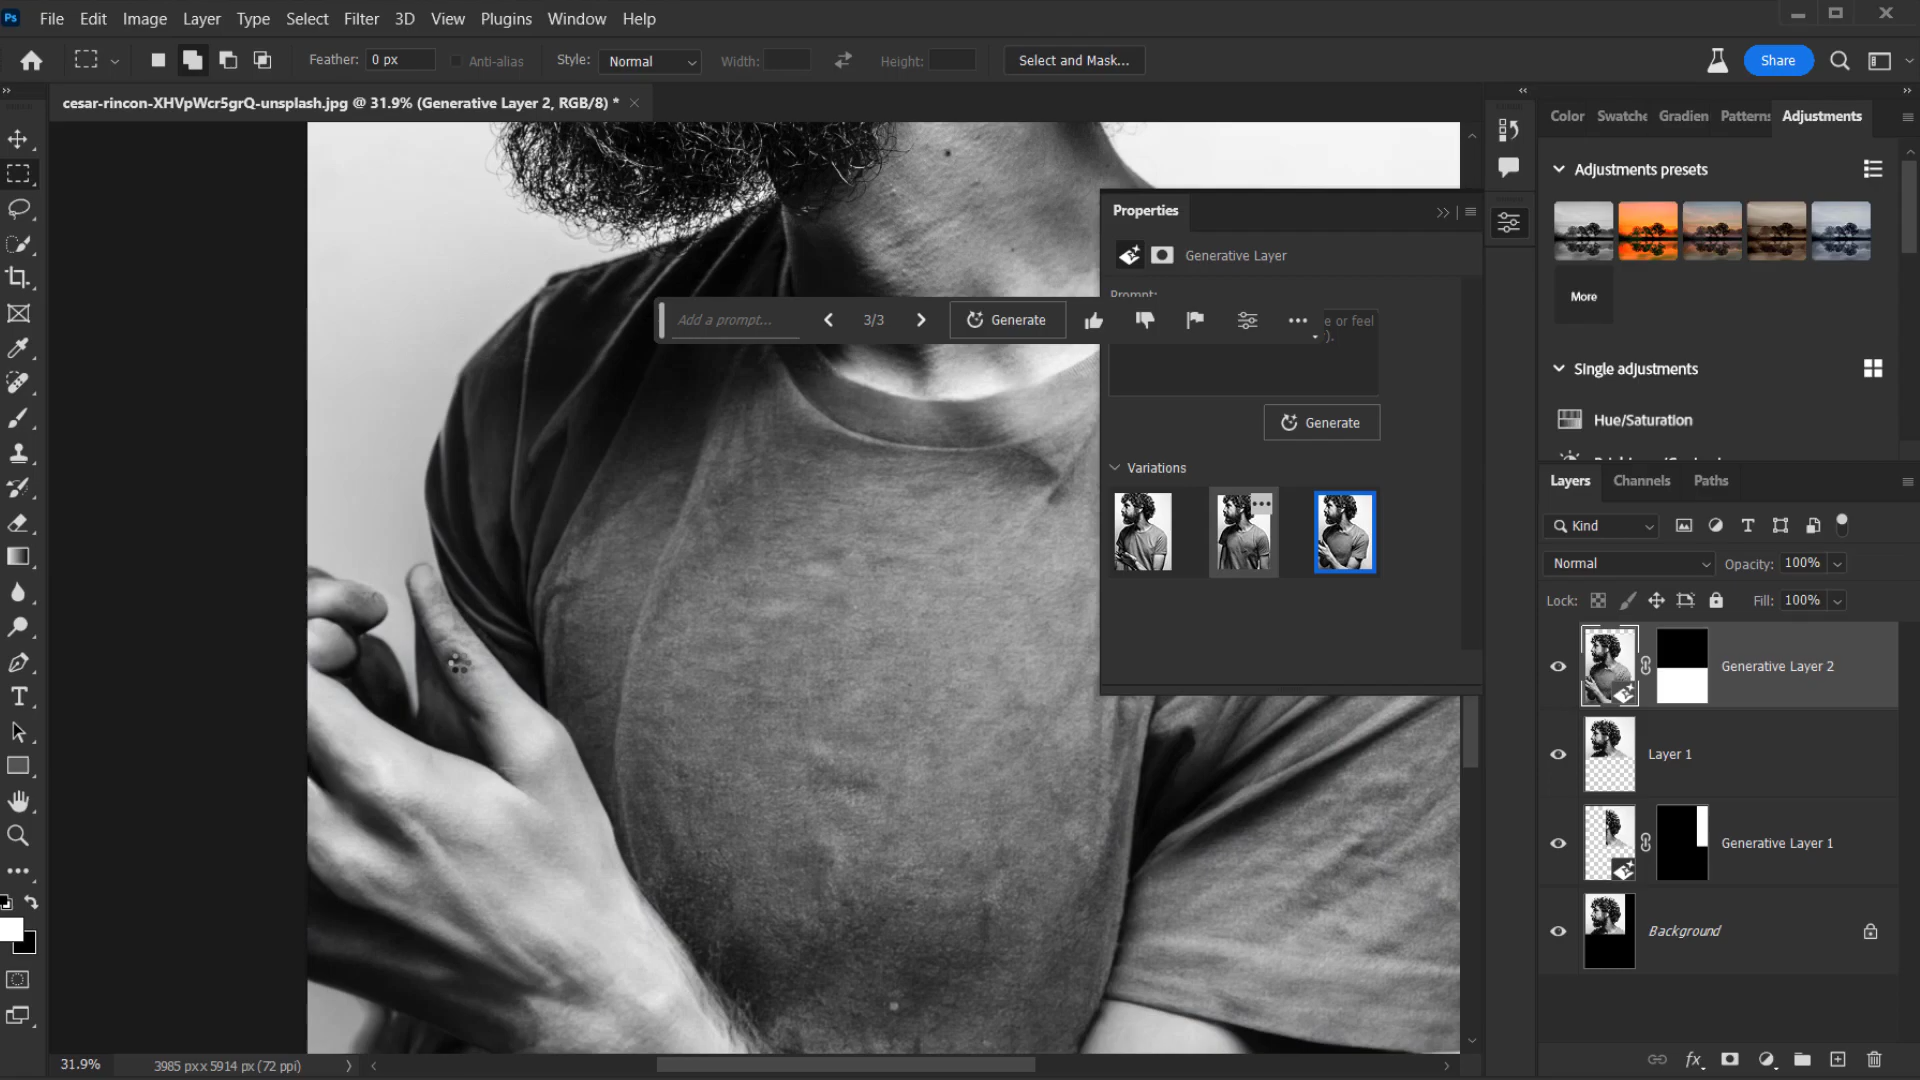 Ps File Edit Image Layer Type Select Filter 3D View Plugins Window Help
Feather: 0 px Anti-alias Style: Normal Width: Height: Select and Mask... Share
cesar-rincon-XHVpWcr5grQ-unsplash.jpg @ 31.9% (Generative Layer 2, RGB/8) *
Color Swatche Gradien Patterns Adjustments
Adjustments presets
More
Single adjustments
Hue/Saturation
Properties
Generative Layer
Prompt:
e or feel
).
Add a prompt... 3/3 Generate
Generate
Variations
Layers Channels Paths
Kind
Normal Opacity: 100%
Lock: Fill: 100%
Generative Layer 2
Layer 1
Generative Layer 1
Background
fx
31.9% 3985 px x 5914 px (72 ppi)